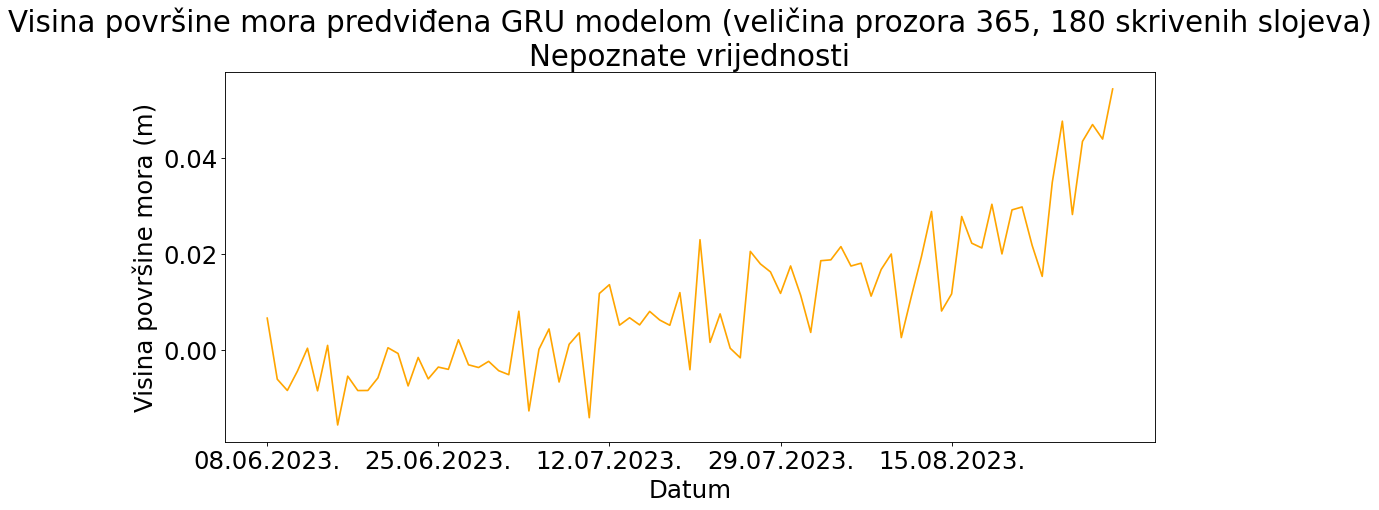 Visina površine mora predviđena GRU modelom (veličina prozora 365, 180 skrivenih slojeva)
Nepoznate vrijednosti
Visina površine mora (m)
0.04
0.02
0.00
08.06.2023. 25.06.2023. 12.07.2023. 29.07.2023. 15.08.2023.
Datum